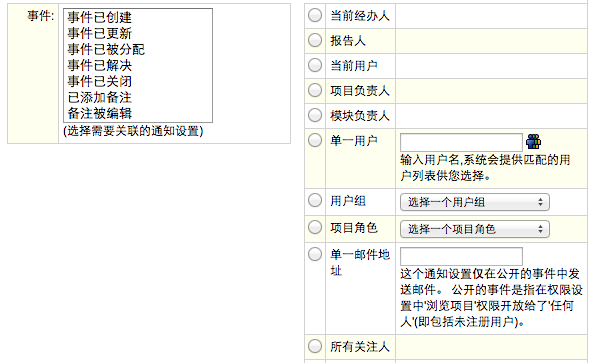 事件:
事件已创建
事件已更新
事件已被分配
事件已解决
事件已关闭
已添加备注
备注被编辑
(选择需要关联的通知设置)
当前经办人
报告人
当前用户
项目负责人
模块负责人
单一用户
输入用户名,系统会提供匹配的用
户列表供您选择。
用户组
选择一个用户组
项目角色
选择一个项目角色
单一邮件地
址
这个通知设置仅在公开的事件中发
送邮件。 公开的事件是指在权限设
置中'浏览项目'权限开放给了'任何
人'(即包括未注册用户)。
所有关注人